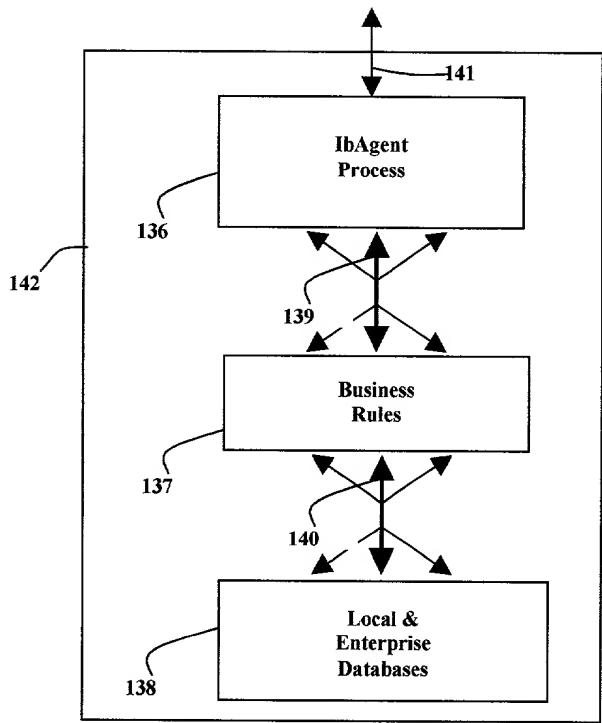 141
IbAgent
Process
136
142
139
Business
Rules
137
140
Local &
Enterprise
Databases
138